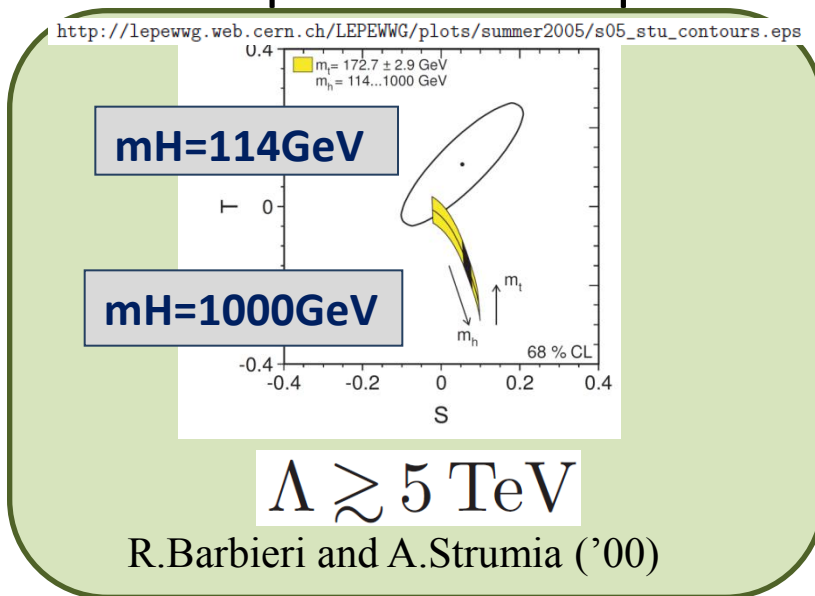 http://lepewwg.web.cern.ch/LEPEWWG/plots/summer2005/s05_stu_contours.eps
0.4
mₜ= 172.7 ± 2.9 GeV
mₕ= 114...1000 GeV
mH=114GeV
T
0
mH=1000GeV
mₜ
mₕ
68 % CL
-0.4
-0.4 -0.2 0 0.2 0.4
S
Λ ≳ 5 TeV
R.Barbieri and A.Strumia (’00)